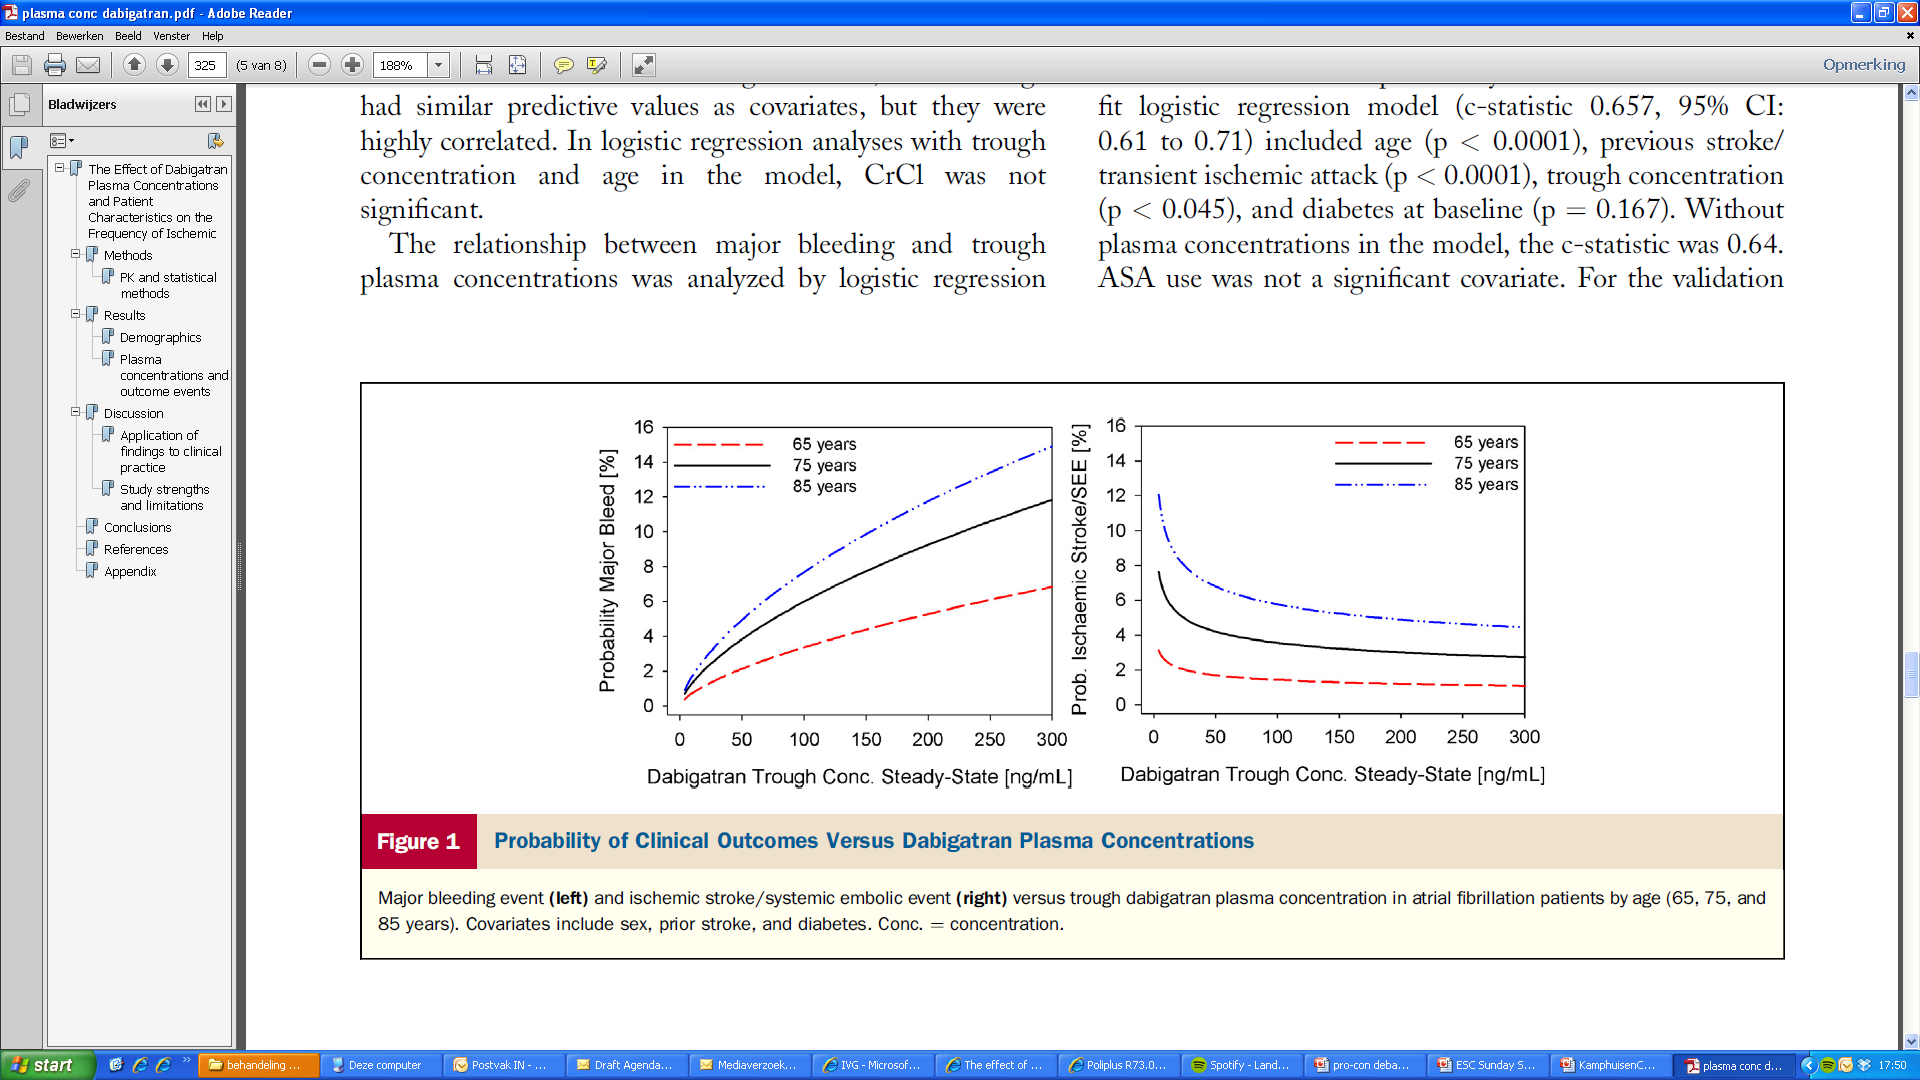 plasma conc dabigatran.pdf - Adobe Reader
Bestand Bewerken Beeld Venster Help
325 (5 van 8) 188% Opmerking
Bladwijzers
The Effect of Dabigatran
Plasma Concentrations
and Patient
Characteristics on the
Frequency of Ischemic
Methods
PK and statistical
methods
Results
Demographics
Plasma
concentrations and
outcome events
Discussion
Application of
findings to clinical
practice
Study strengths
and limitations
Conclusions
References
Appendix
had similar predictive values as covariates, but they were
highly correlated. In logistic regression analyses with trough
concentration and age in the model, CrCl was not
significant.
The relationship between major bleeding and trough
plasma concentrations was analyzed by logistic regression
fit logistic regression model (c-statistic 0.657, 95% CI:
0.61 to 0.71) included age (p < 0.0001), previous stroke/
transient ischemic attack (p < 0.0001), trough concentration
(p < 0.045), and diabetes at baseline (p = 0.167). Without
plasma concentrations in the model, the c-statistic was 0.64.
ASA use was not a significant covariate. For the validation
Probability Major Bleed [%]
16
14
12
10
8
6
4
2
0
65 years
75 years
85 years
0 50 100 150 200 250 300
Dabigatran Trough Conc. Steady-State [ng/mL]
Prob. Ischaemic Stroke/SEE [%]
16
14
12
10
8
6
4
2
0
65 years
75 years
85 years
0 50 100 150 200 250 300
Dabigatran Trough Conc. Steady-State [ng/mL]
Figure 1 Probability of Clinical Outcomes Versus Dabigatran Plasma Concentrations
Major bleeding event (left) and ischemic stroke/systemic embolic event (right) versus trough dabigatran plasma concentration in atrial fibrillation patients by age (65, 75, and
85 years). Covariates include sex, prior stroke, and diabetes. Conc. = concentration.
start behandeling ... Deze computer Postvak IN - ... Draft Agenda... Mediaverzoek... IVG - Microsof... The effect of ... Poliplus R73.0... Spotify - Land... pro-con deba... ESC Sunday S... KamphuisenC... plasma conc d... 17:50